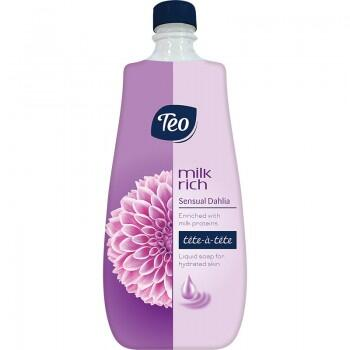 Teo
milk
rich
Sensual Dahlia
Enriched with
milk proteins
tête-à-tête
Liquid soap for
hydrated skin